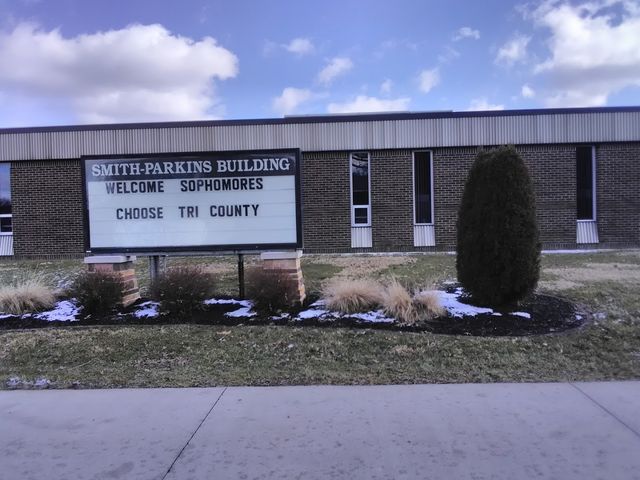 SMITH-PARKINS BUILDING
WELCOME SOPHOMORES
CHOOSE TRI COUNTY